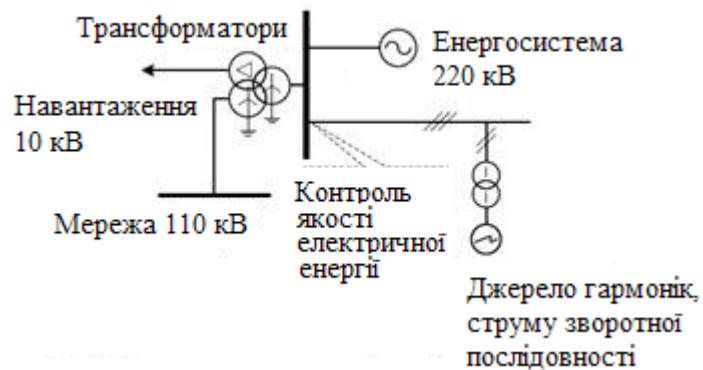 Трансформатори
Енергосистема
220 кВ
Навантаження
10 кВ
Мережа 110 кВ
Контроль
якості
електричної
енергії
Джерело гармонік,
струму зворотної
послідовності